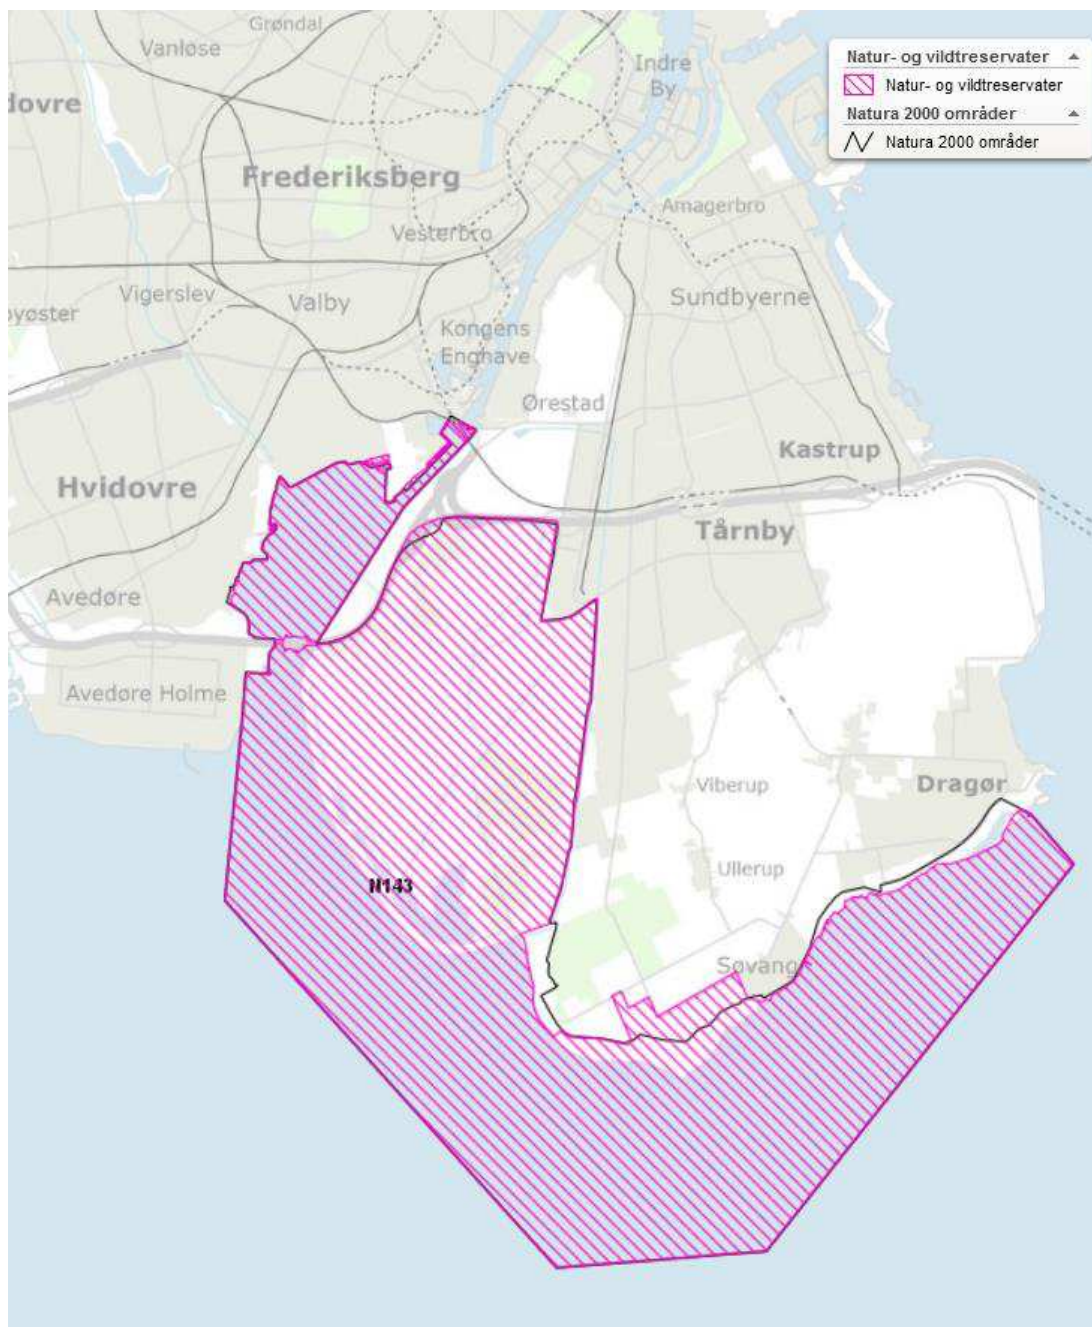 Grøndal
Vanløse
Indre
By
dovre
Frederiksberg
Amagerbro
Vesterbro
Vigerslev
Valby
Sundbyerne
byøster
Kongens
Enghave
Ørestad
Kastrup
Hvidovre
Tårnby
Avedøre
Avedøre Holme
Viberup
Dragør
Ullerup
N143
Søvang
Natur- og vildtreservater
Natur- og vildtreservater
Natura 2000 områder
Natura 2000 områder